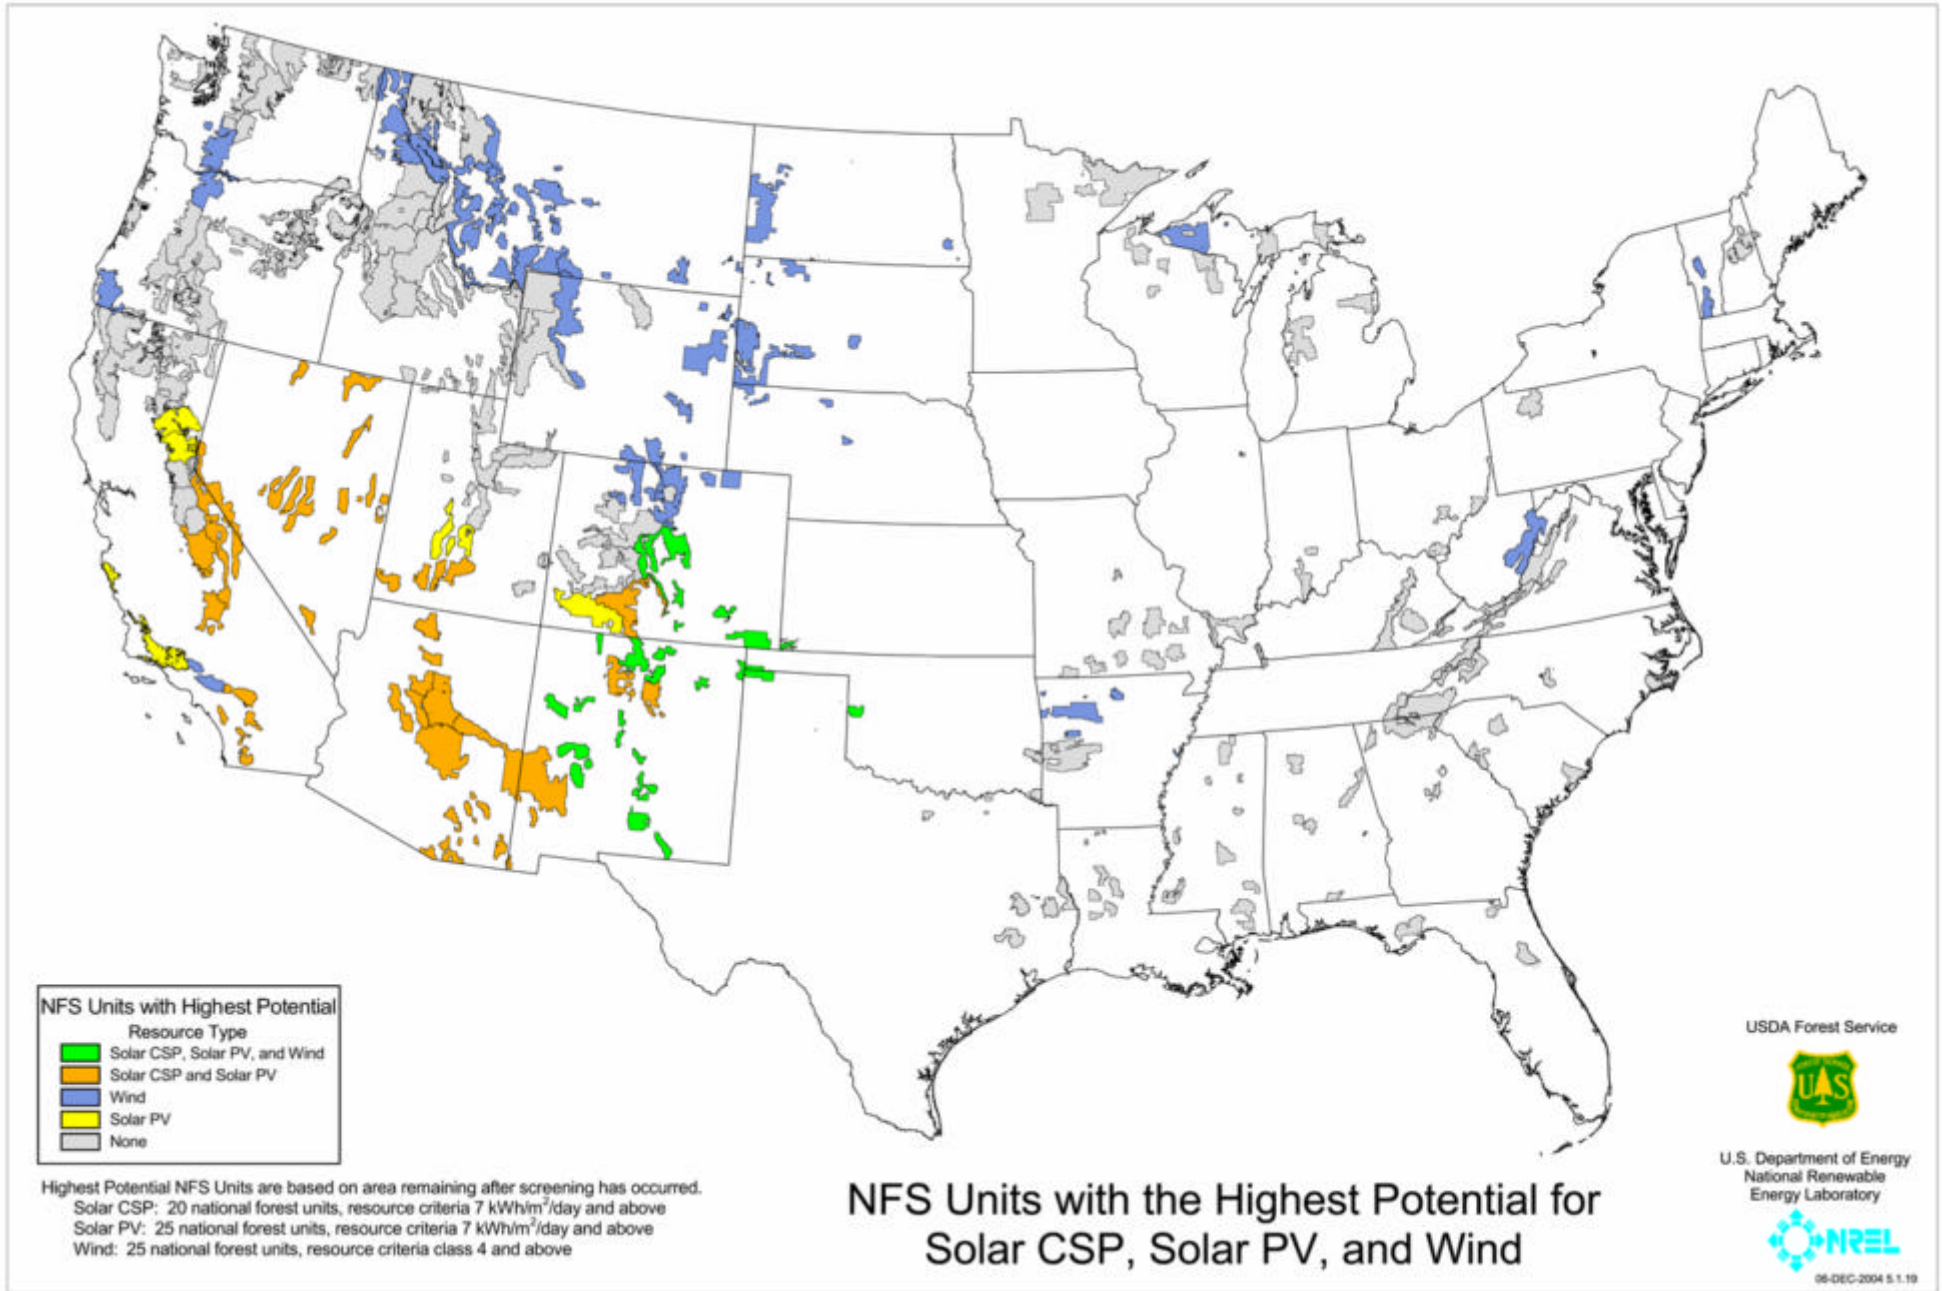 NFS Units with Highest Potential
Resource Type
Solar CSP, Solar PV, and Wind
Solar CSP and Solar PV
Wind
Solar PV
None
Highest Potential NFS Units are based on area remaining after screening has occurred.
Solar CSP: 20 national forest units, resource criteria 7 kWh/m²/day and above
Solar PV: 25 national forest units, resource criteria 7 kWh/m²/day and above
Wind: 25 national forest units, resource criteria class 4 and above
NFS Units with the Highest Potential for
Solar CSP, Solar PV, and Wind
USDA Forest Service
UAS
U.S. Department of Energy
National Renewable
Energy Laboratory
NREL
06-DEC-2004 5.1.19